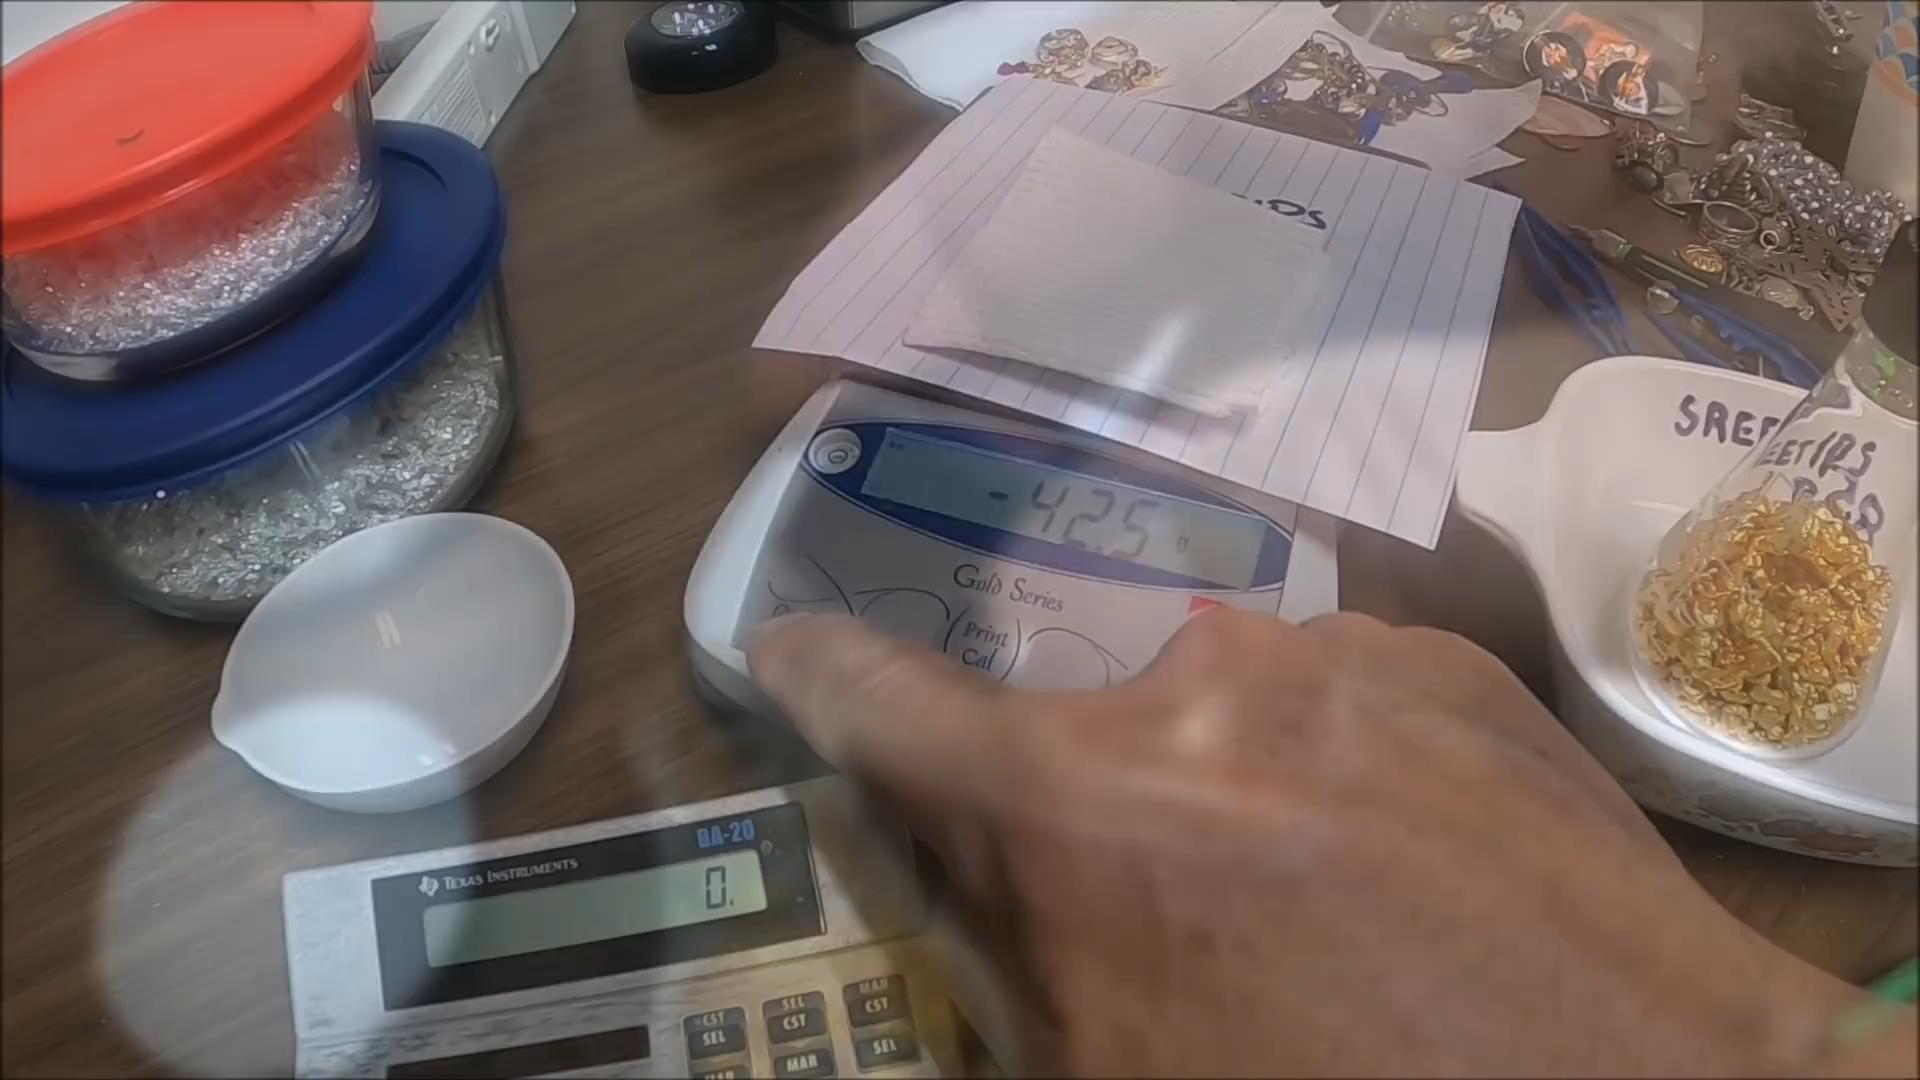 -42.5 g
Gold Series
Print
Cal
SREETIPS
TEXAS INSTRUMENTS
BA-20
0.
CST
SEL
SEL
CST
MAR
MAR
CST
SEL